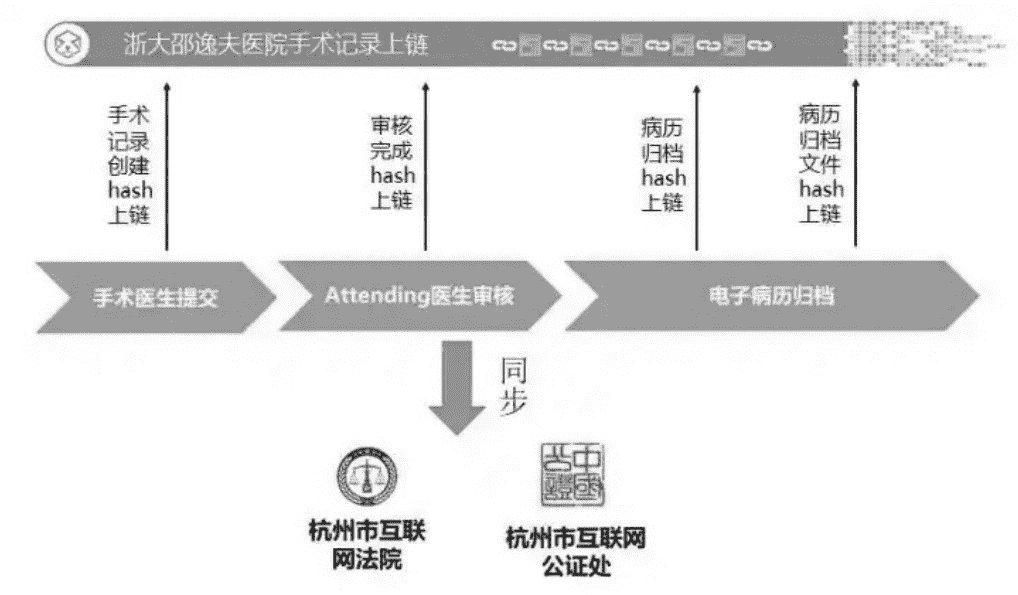 浙大邵逸夫医院手术记录上链
手术
记录
创建
hash
上链
审核
完成
hash
上链
病历
归档
hash
上链
病历
归档
文件
hash
上链
手术医生提交
Attending医生审核
电子病历归档
同
步
杭州市互联
网法院
杭州市互联网
公证处